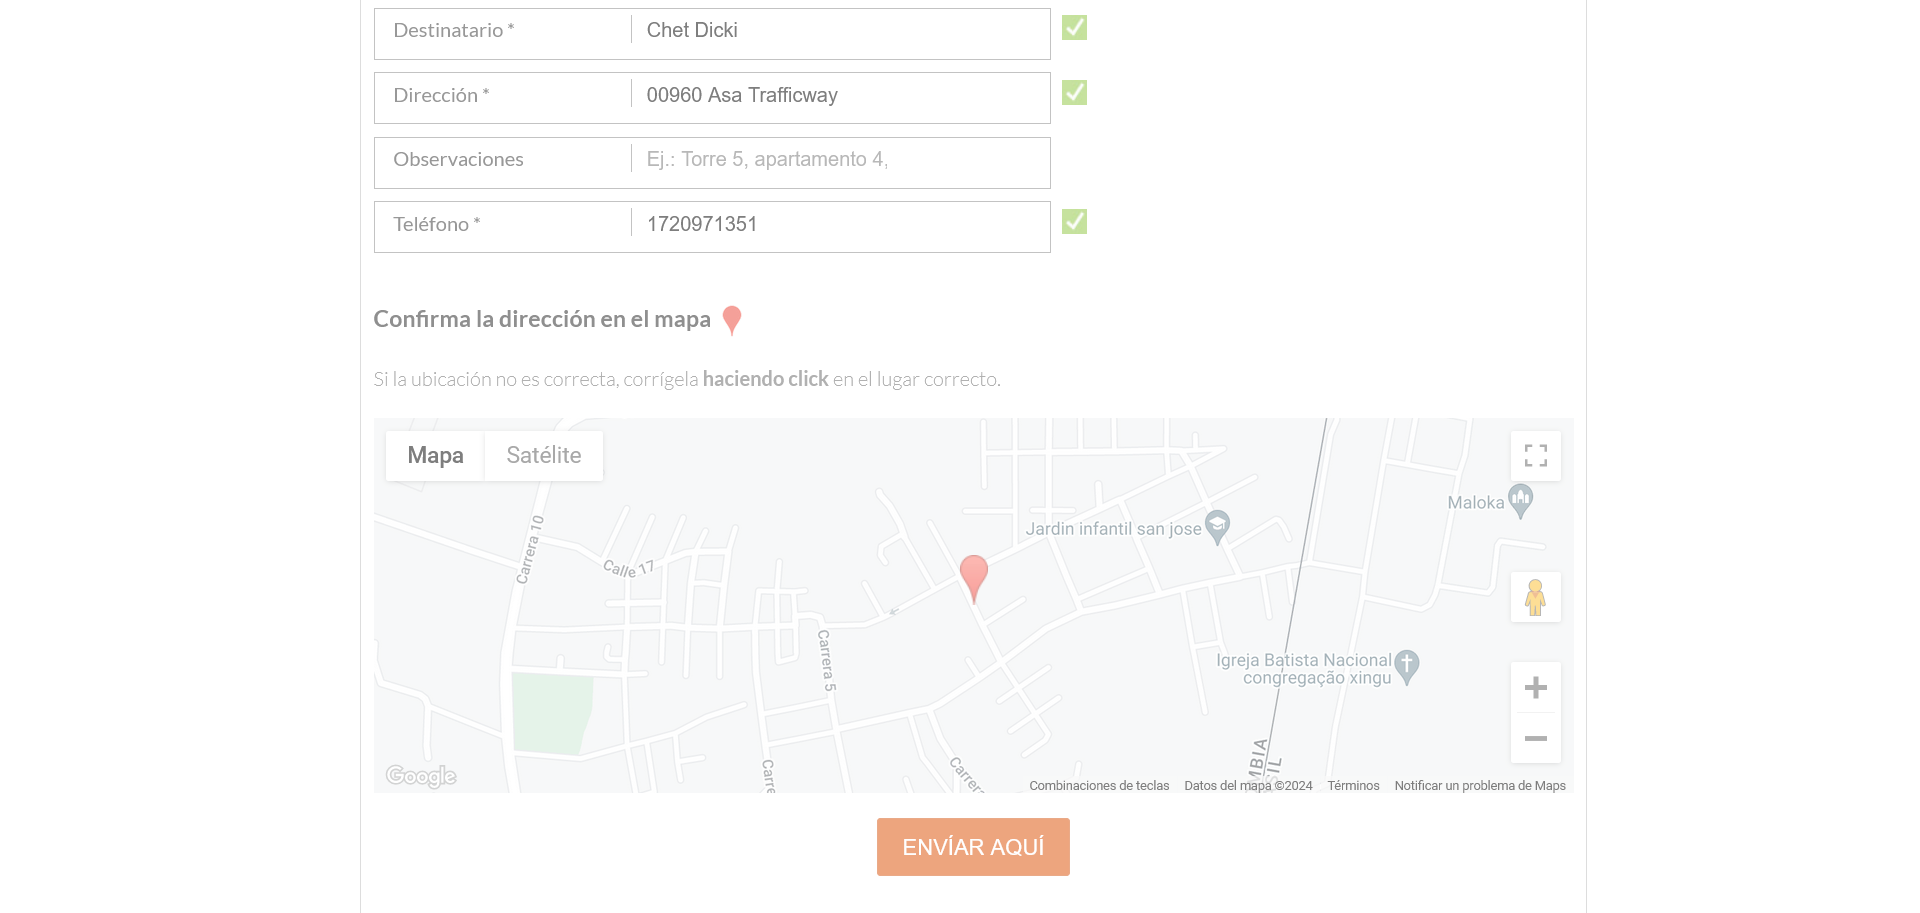 Destinatario * Chet Dicki
Dirección * 00960 Asa Trafficway
Observaciones Ej.: Torre 5, apartamento 4,
Teléfono * 1720971351
Confirma la dirección en el mapa
Si la ubicación no es correcta, corrígela haciendo click en el lugar correcto.
Mapa Satélite
Maloka
Carrera 10
Jardin infantil san jose
Calle 17
Carrera 5
Igreja Batista Nacional
congregação xingu
Carre
Carrera
MBIA
SIL
Google
Combinaciones de teclas Datos del mapa ©2024 Términos Notificar un problema de Maps
ENVÍAR AQUÍ